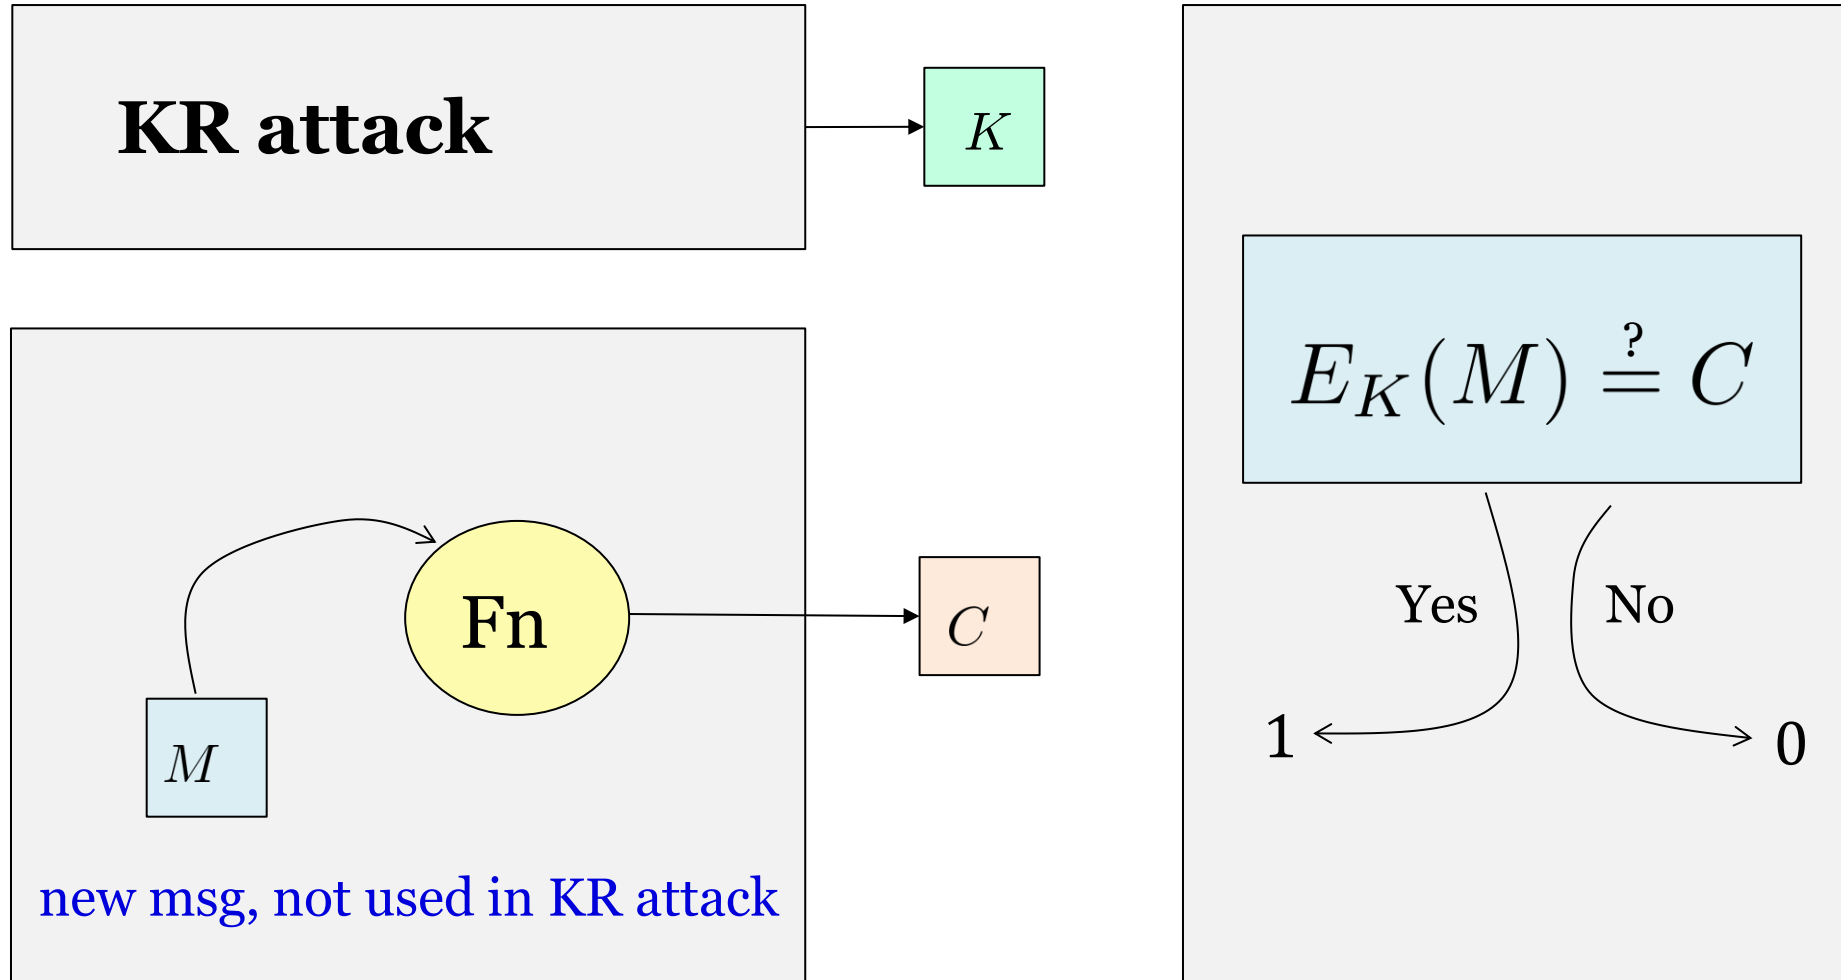 KR attack
K
E_K(M) ≟ C
Fn
C
M
Yes
No
1
0
new msg, not used in KR attack